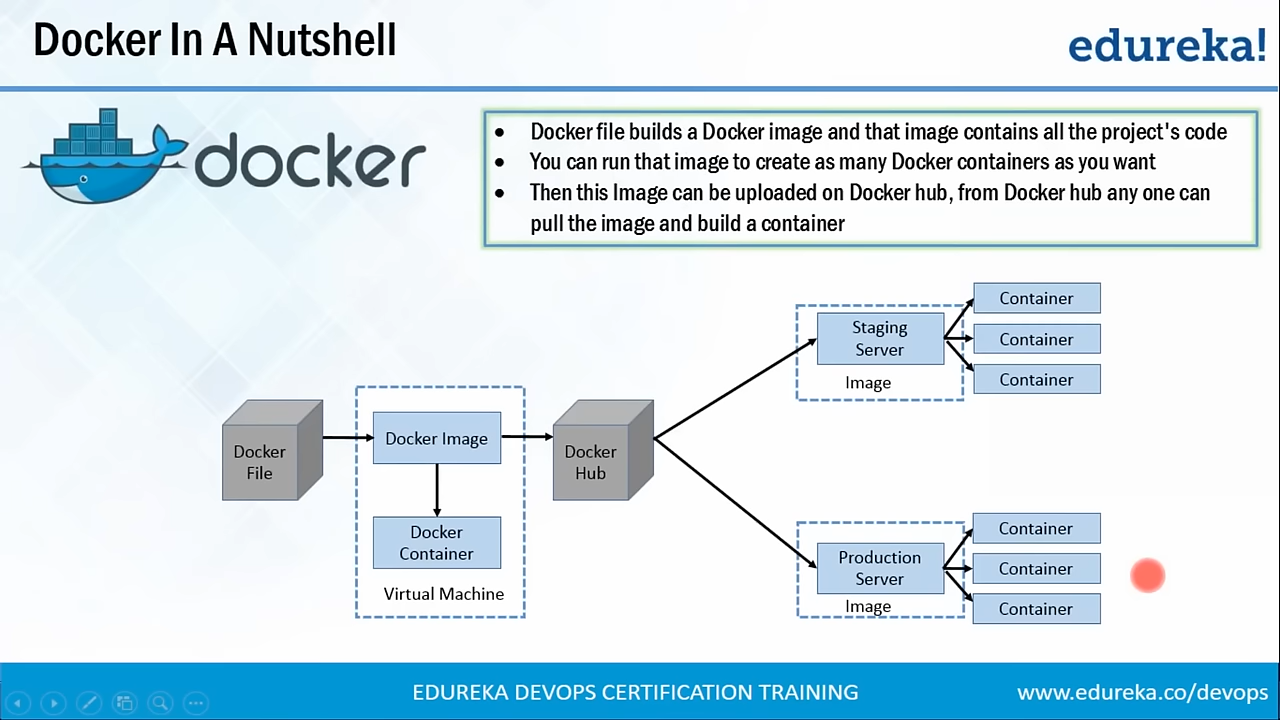 Docker In A Nutshell
edureka!
docker
• Docker file builds a Docker image and that image contains all the project's code
• You can run that image to create as many Docker containers as you want
• Then this Image can be uploaded on Docker hub, from Docker hub any one can
pull the image and build a container
Docker
File
Docker Image
Docker
Container
Virtual Machine
Docker
Hub
Staging
Server
Image
Container
Container
Container
Production
Server
Image
Container
Container
Container
EDUREKA DEVOPS CERTIFICATION TRAINING
www.edureka.co/devops